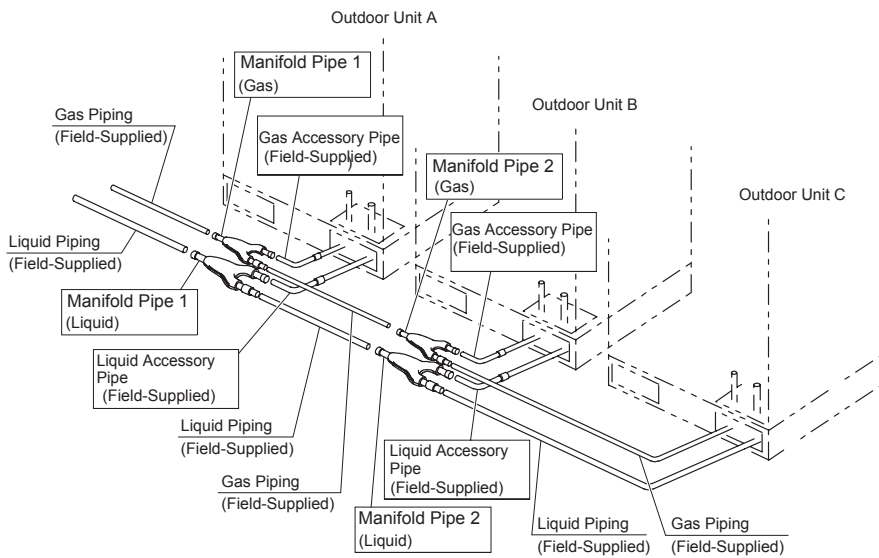 Outdoor Unit A
Manifold Pipe 1
(Gas)
Outdoor Unit B
Gas Piping
(Field-Supplied)
Gas Accessory Pipe
(Field-Supplied)
Manifold Pipe 2
(Gas)
Outdoor Unit C
Gas Accessory Pipe
(Field-Supplied)
Liquid Piping
(Field-Supplied)
Manifold Pipe 1
(Liquid)
Liquid Accessory
Pipe
(Field-Supplied)
Liquid Piping
(Field-Supplied)
Liquid Accessory
Pipe
(Field-Supplied)
Gas Piping
(Field-Supplied)
Manifold Pipe 2
(Liquid)
Liquid Piping
(Field-Supplied)
Gas Piping
(Field-Supplied)